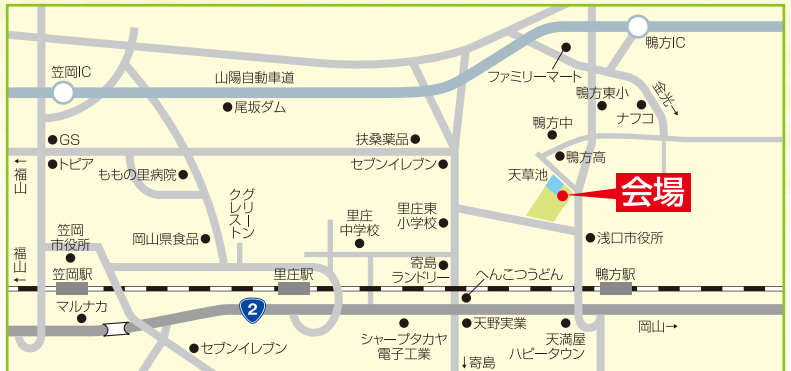 鴨方IC
笠岡IC
山陽自動車道
ファミリーマート
尾坂ダム
鴨方東小
金光→
ナフコ
鴨方中
GS
扶桑薬品
鴨方高
トピア
セブンイレブン
←福山
ももの里病院
天草池
会場
グリーン
クレストン
里庄東
小学校
里庄
中学校
笠岡
市役所
岡山県食品
浅口市役所
福山
←
寄島
ランドリー
笠岡駅
里庄駅
へんこつうどん
鴨方駅
マルナカ
2
天野実業
岡山→
シャープタカヤ
電子工業
天満屋
ハピータウン
セブンイレブン
↓寄島